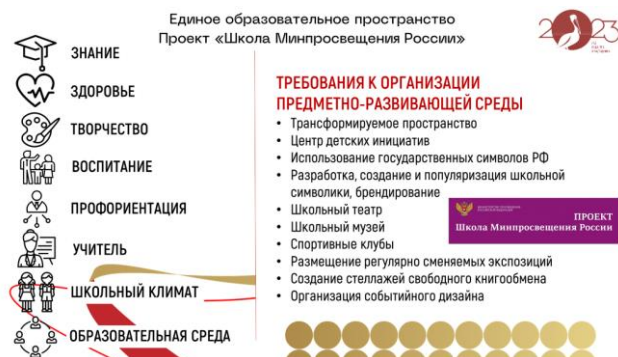 Единое образовательное пространство
Проект «Школа Минпросвещения России»
2023
ЗНАНИЕ
ЗДОРОВЬЕ
ТВОРЧЕСТВО
ВОСПИТАНИЕ
ПРОФОРИЕНТАЦИЯ
УЧИТЕЛЬ
ШКОЛЬНЫЙ КЛИМАТ
ОБРАЗОВАТЕЛЬНАЯ СРЕДА
ТРЕБОВАНИЯ К ОРГАНИЗАЦИИ
ПРЕДМЕТНО-РАЗВИВАЮЩЕЙ СРЕДЫ
• Трансформируемое пространство
• Центр детских инициатив
• Использование государственных символов РФ
• Разработка, создание и популяризация школьной
символики, брендирование
• Школьный театр
• Школьный музей
• Спортивные клубы
• Размещение регулярно сменяемых экспозиций
• Создание стеллажей свободного книгообмена
• Организация событийного дизайна
ПРОЕКТ
Школа Минпросвещения России